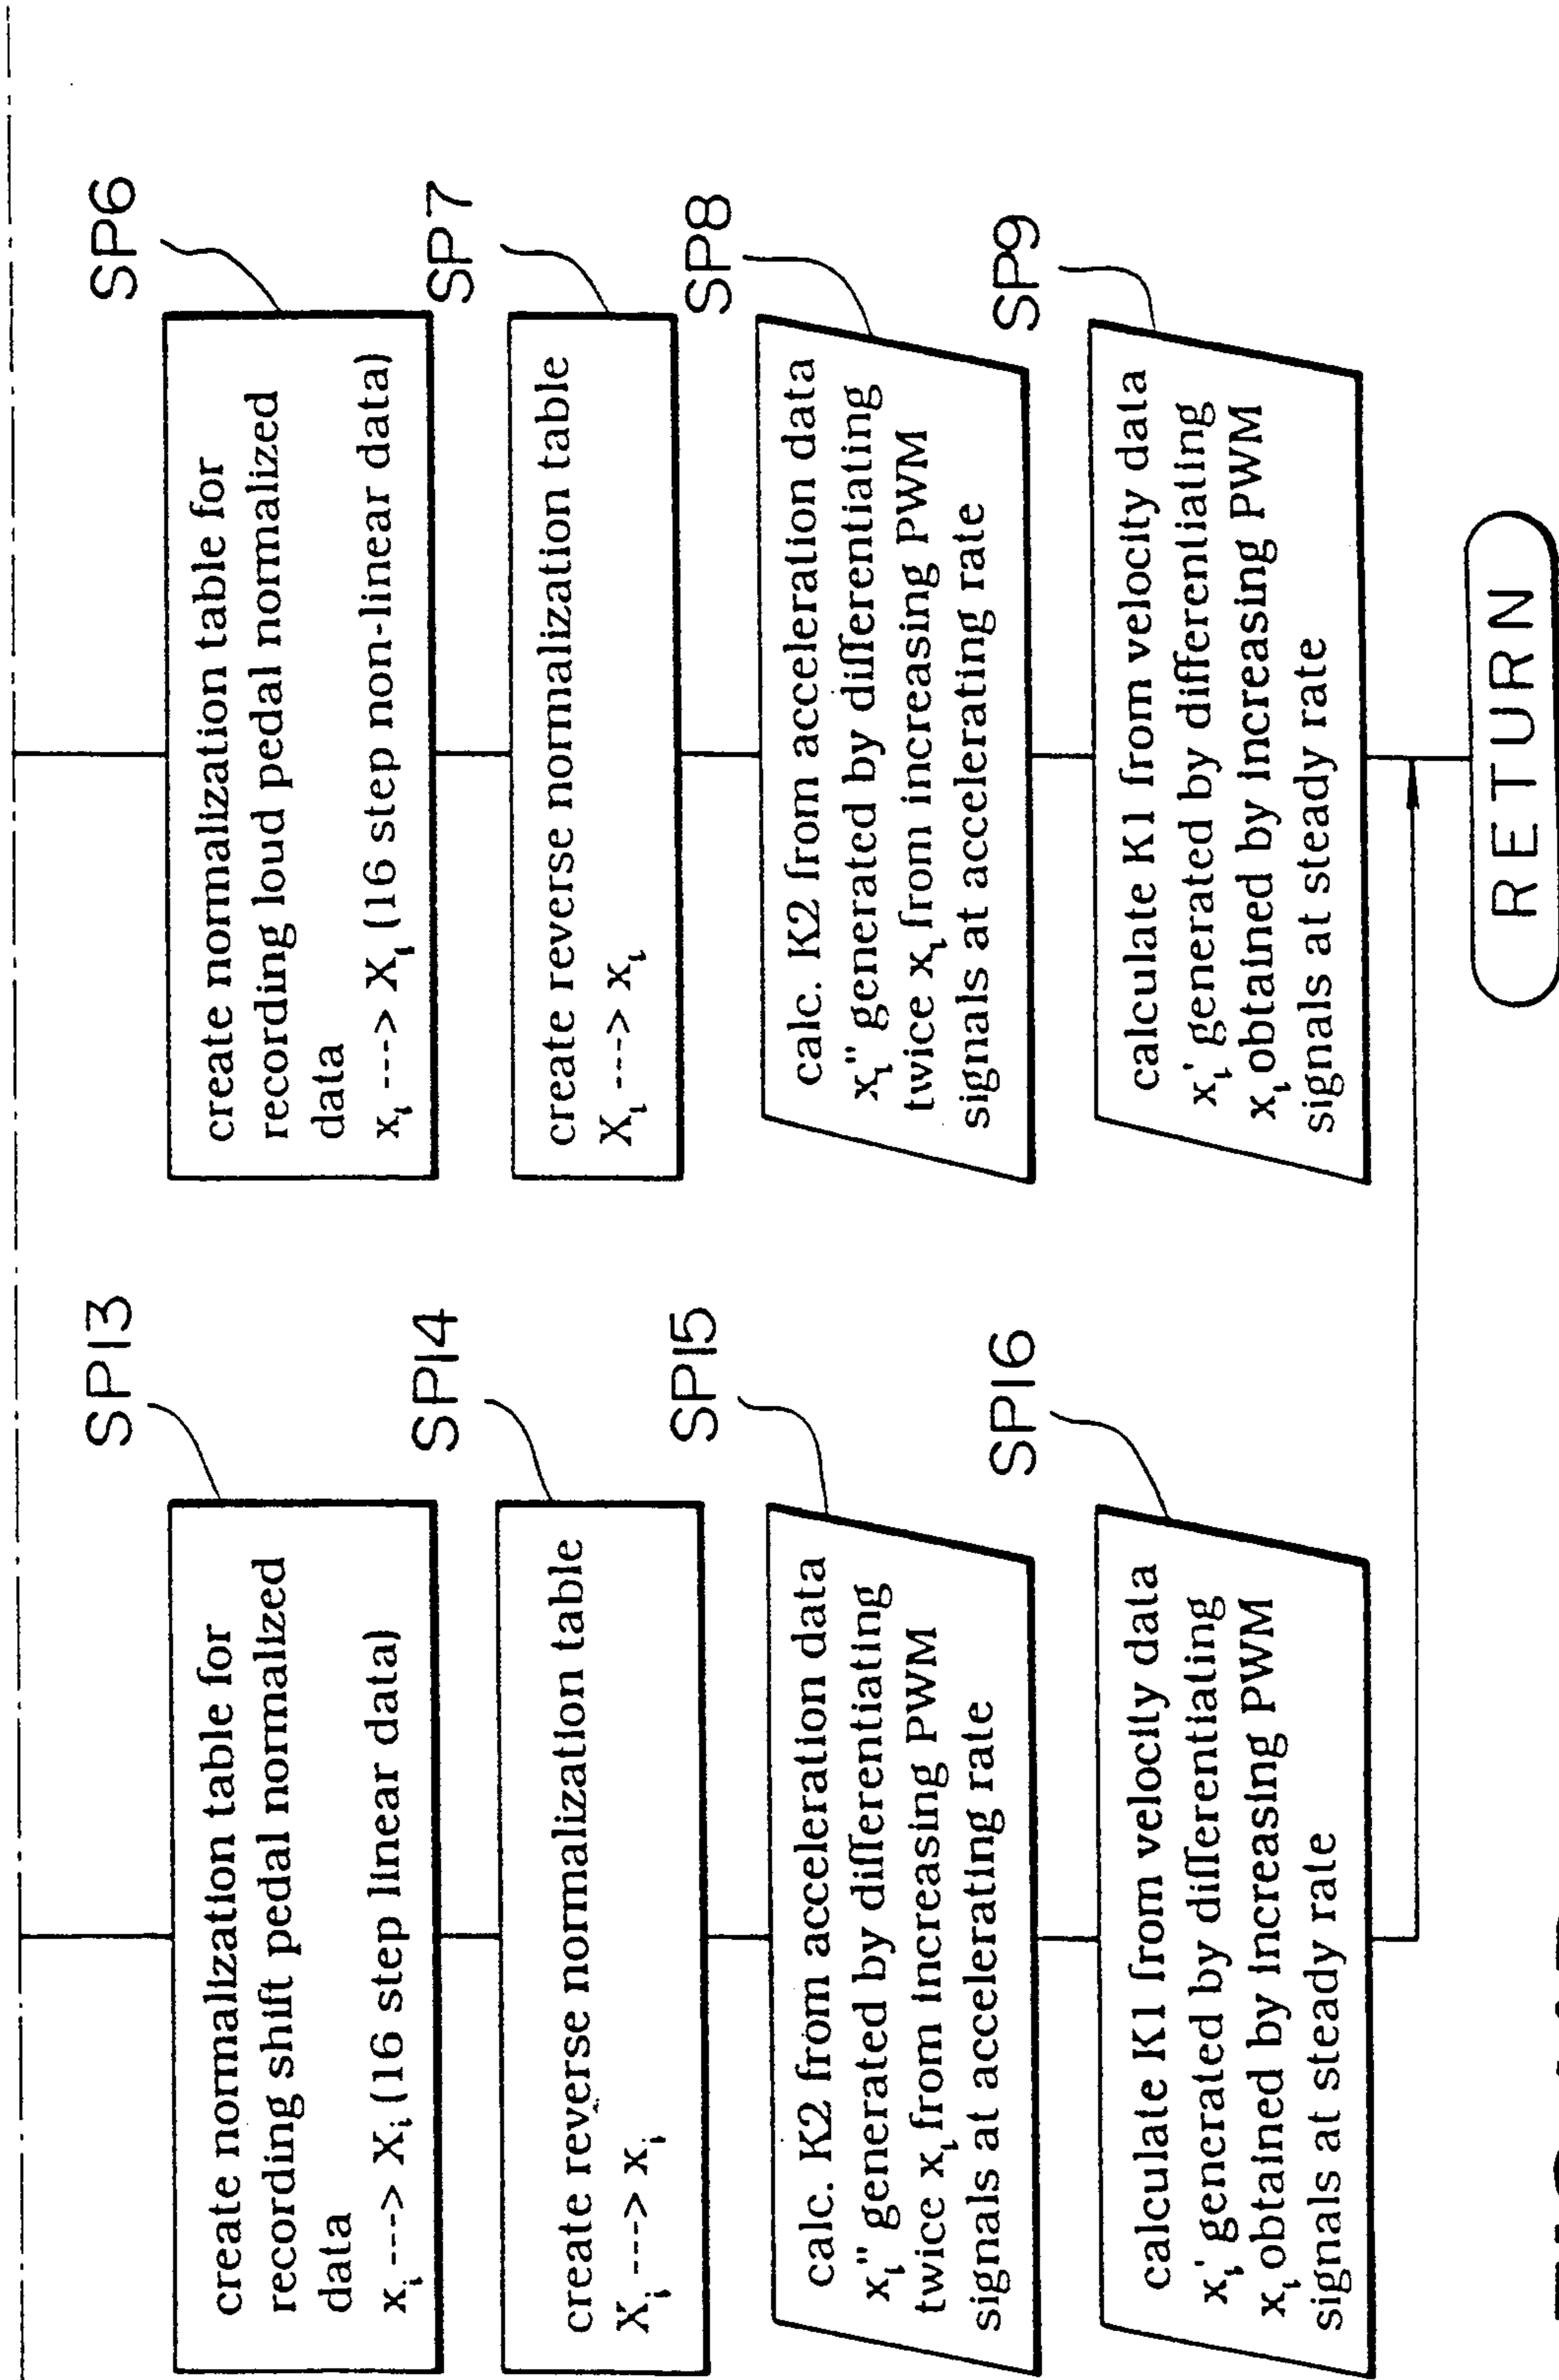 SP13
create normalization table for
recording shift pedal normalized
data
xᵢ ---> Xᵢ (16 step linear data)
SP14
create reverse normalization table
Xᵢ ---> xᵢ
SP15
calc. K2 from acceleration data
xᵢ" generated by differentiating
twice xᵢ from increasing PWM
signals at accelerating rate
SP16
calculate K1 from velocity data
xᵢ' generated by differentiating
xᵢ obtained by increasing PWM
signals at steady rate
SP6
create normalization table for
recording loud pedal normalized
data
xᵢ ---> Xᵢ (16 step non-linear data)
SP7
create reverse normalization table
Xᵢ ---> xᵢ
SP8
calc. K2 from acceleration data
xᵢ" generated by differentiating
twice xᵢ from increasing PWM
signals at accelerating rate
SP9
calculate K1 from velocity data
xᵢ' generated by differentiating
xᵢ obtained by increasing PWM
signals at steady rate
RETURN